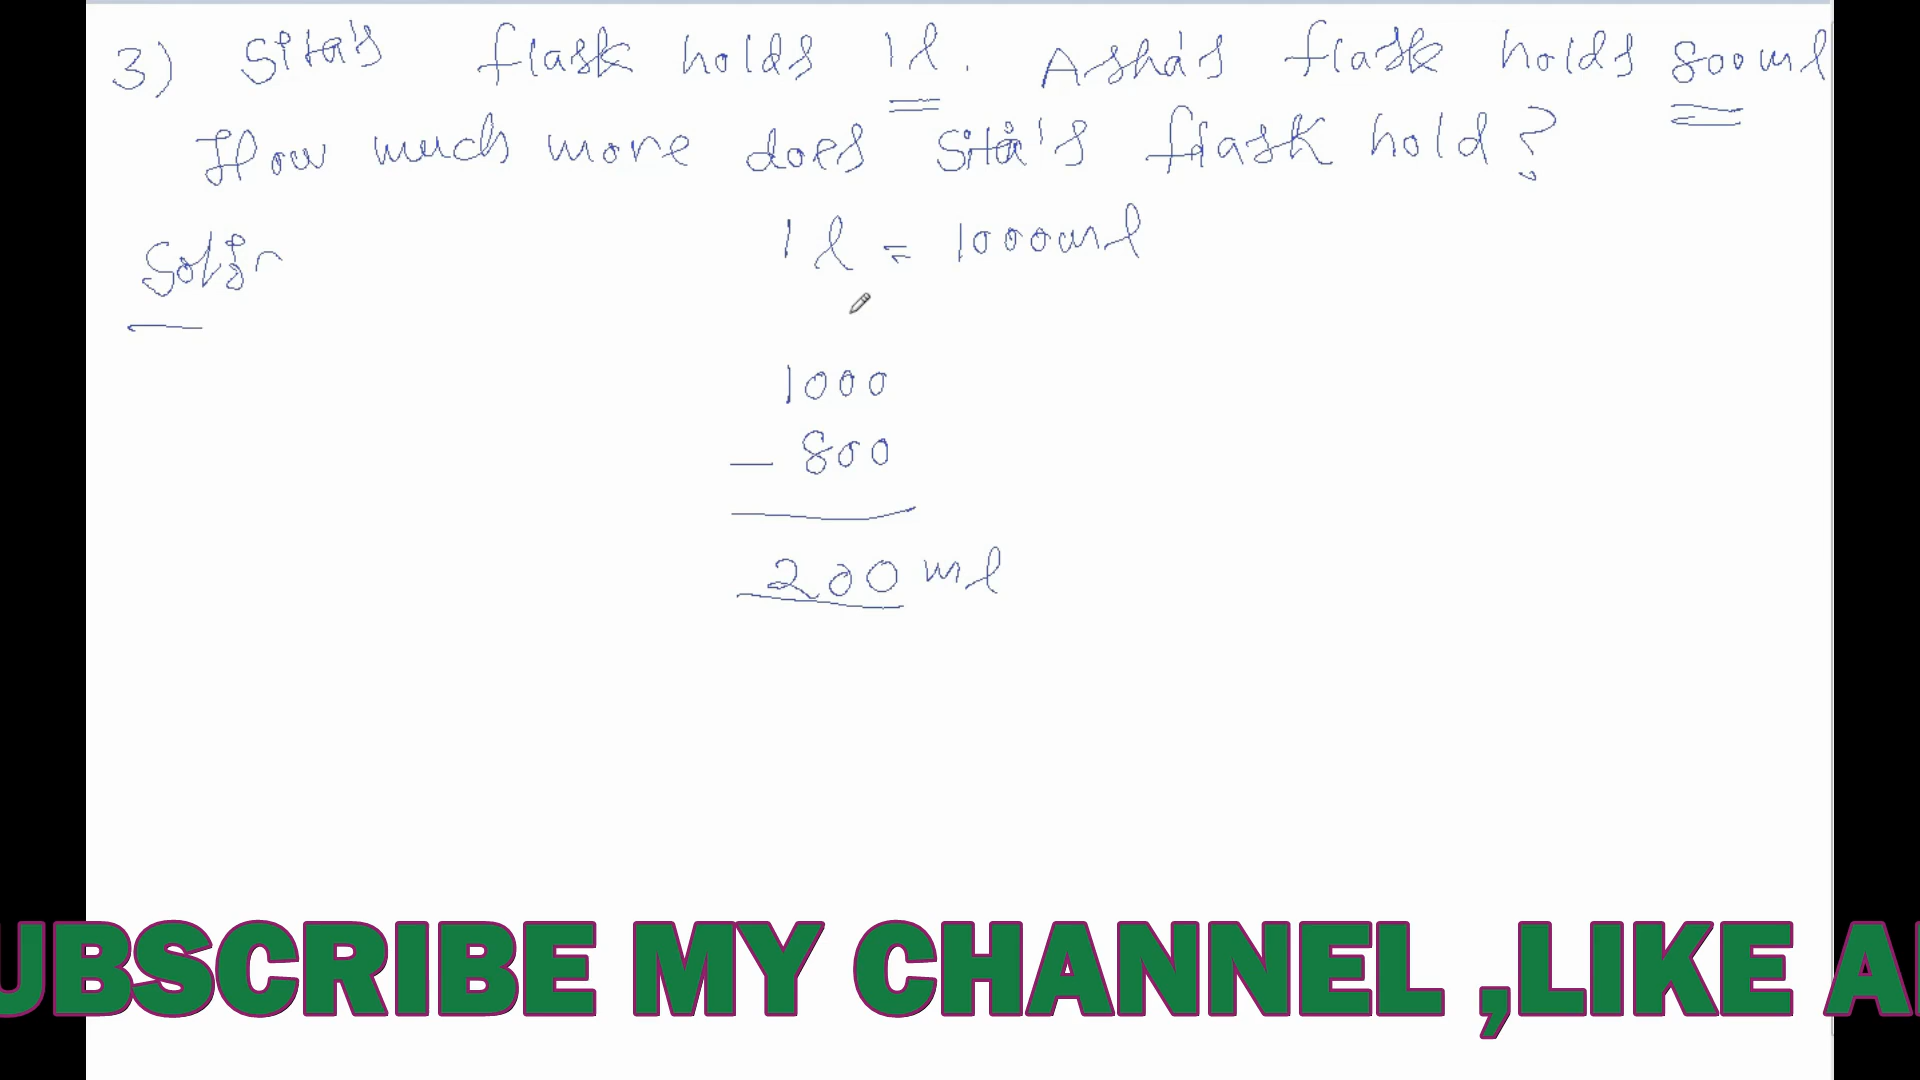 3) Sita's flask holds 1l. Asha's flask holds 800ml
How much more does Sita's flask hold?
Soln
1 l = 1000ml
1000
- 800
200 ml
UBSCRIBE MY CHANNEL ,LIKE A